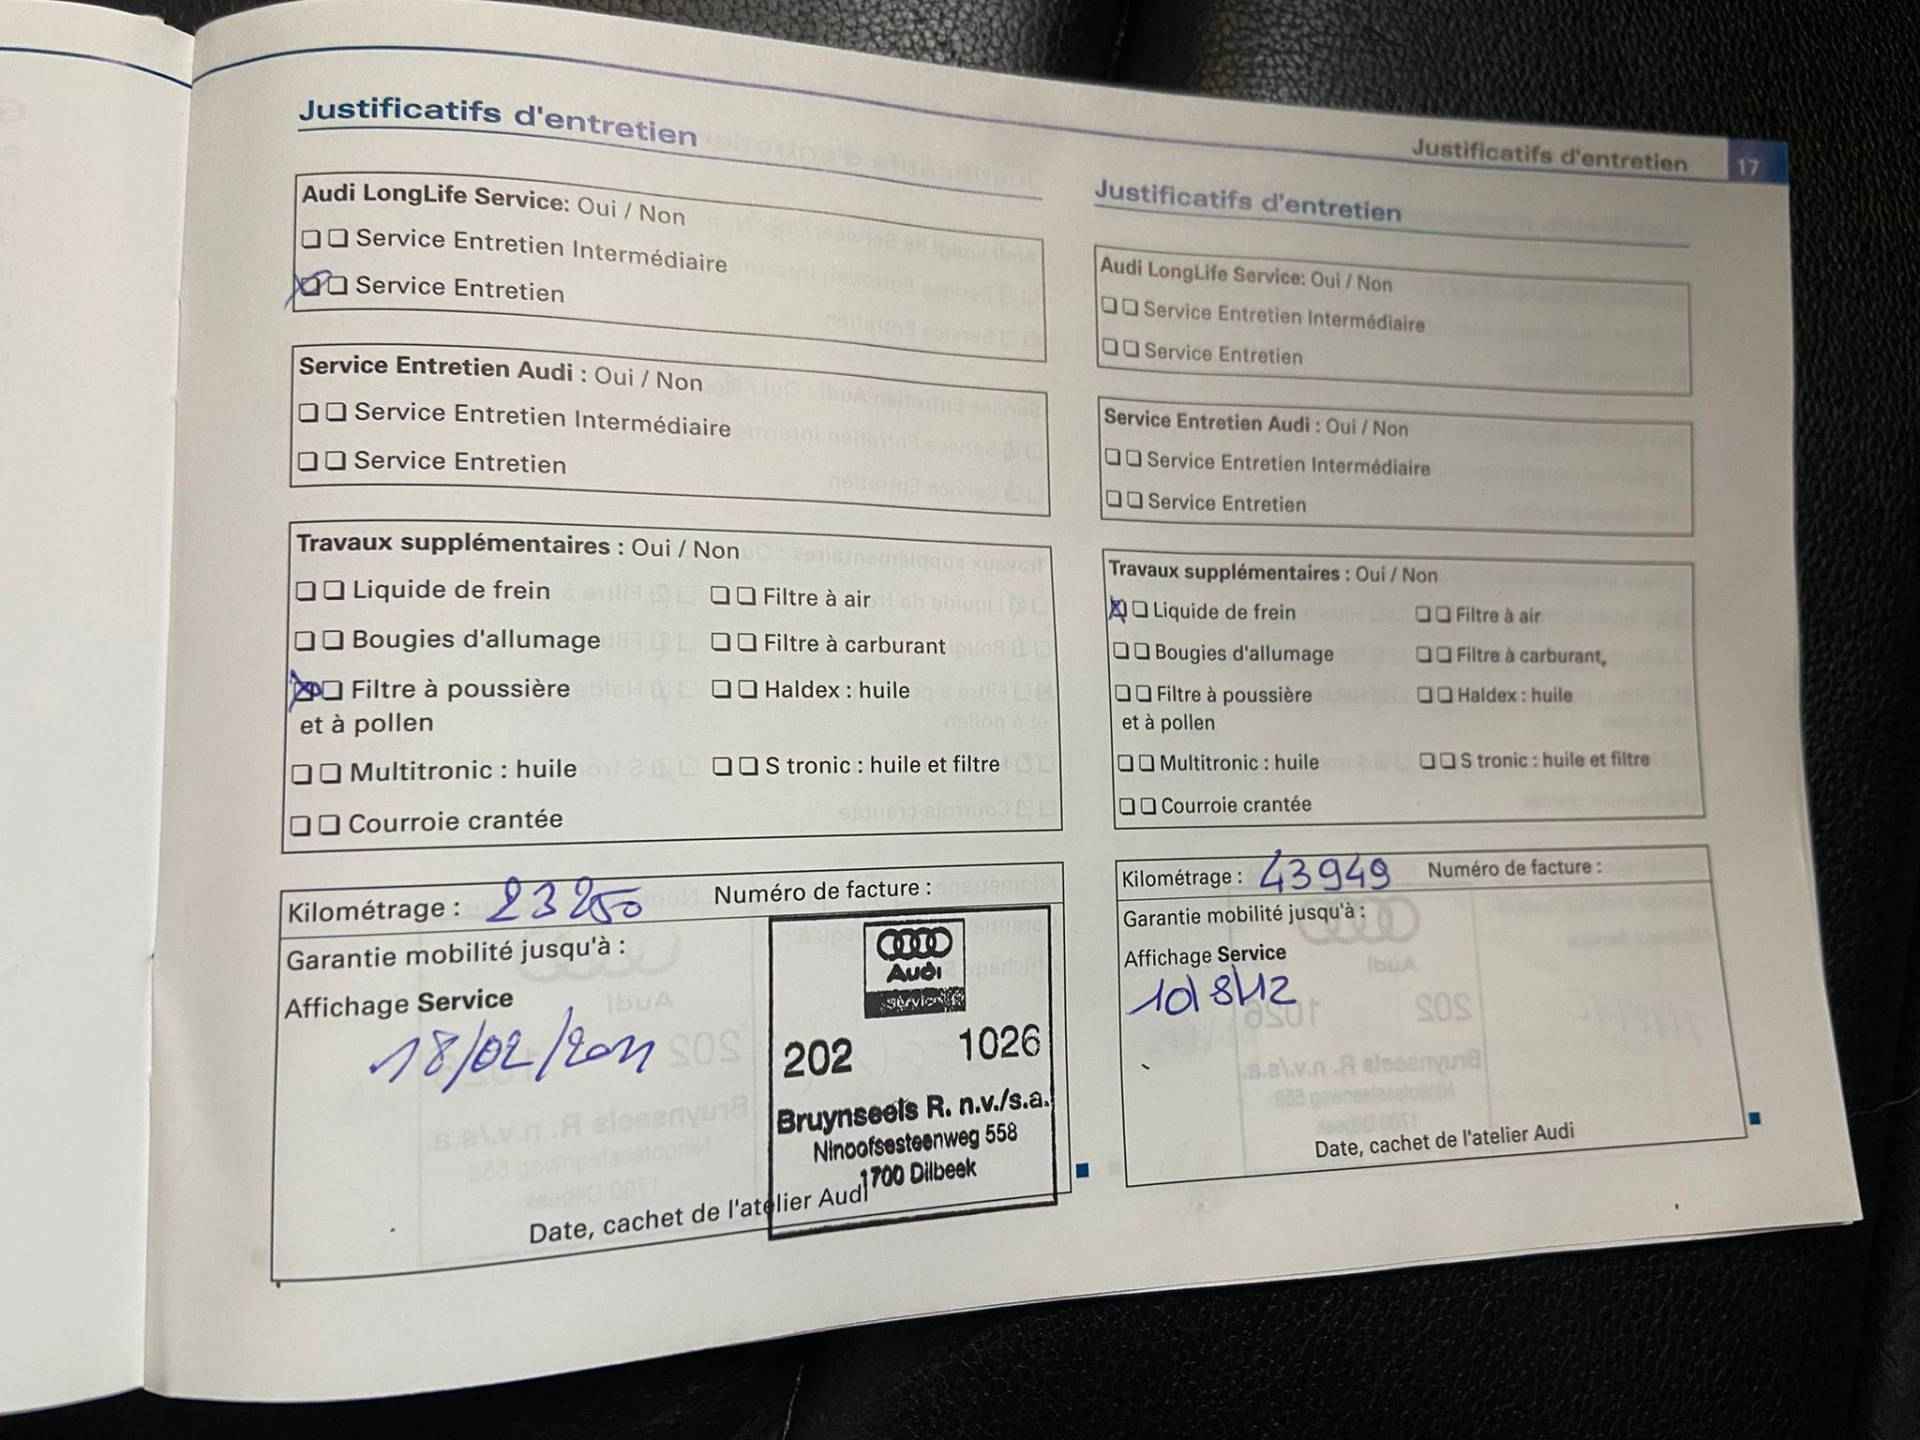 Justificatifs d'entretien
Audi LongLife Service: Oui / Non
Service Entretien Intermédiaire
Service Entretien
Service Entretien Audi : Oui / Non
Service Entretien Intermédiaire
Service Entretien
Travaux supplémentaires : Oui / Non
Liquide de frein
Filtre à air
Bougies d'allumage
Filtre à carburant
Filtre à poussière
et à pollen
Haldex : huile
Multitronic : huile
S tronic : huile et filtre
Courroie crantée
Kilométrage : 23250
Numéro de facture :
Garantie mobilité jusqu'à :
Affichage Service
18/02/2011
Audi
Service
202 1026
Bruynseels R. n.v./s.a.
Ninoofsesteenweg 558
1700 Dilbeek
Date, cachet de l'atelier Audi
Justificatifs d'entretien 17
Justificatifs d'entretien
Audi LongLife Service: Oui / Non
Service Entretien Intermédiaire
Service Entretien
Service Entretien Audi : Oui / Non
Service Entretien Intermédiaire
Service Entretien
Travaux supplémentaires : Oui / Non
Liquide de frein
Filtre à air
Bougies d'allumage
Filtre à carburant
Filtre à poussière
et à pollen
Haldex : huile
Multitronic : huile
S tronic : huile et filtre
Courroie crantée
Kilométrage : 43949
Numéro de facture :
Garantie mobilité jusqu'à :
Affichage Service
10/8/12
Date, cachet de l'atelier Audi